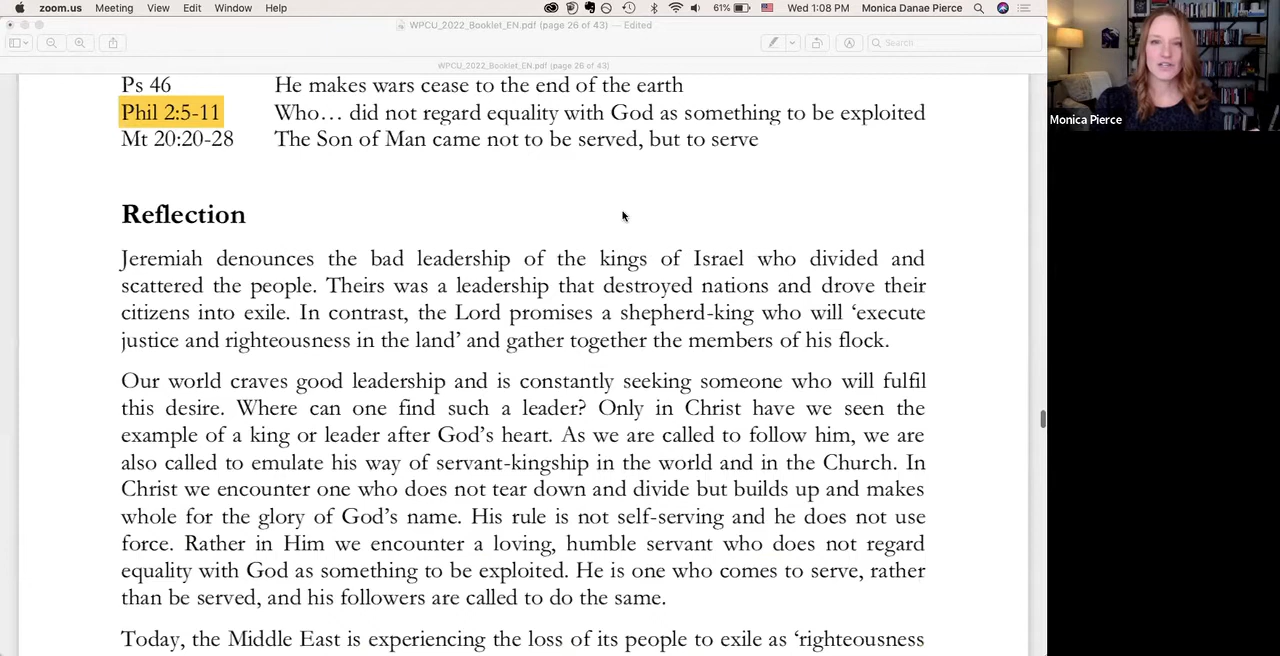 zoom.us Meeting View Edit Window Help 61% Wed 1:08 PM Monica Danae Pierce
WPCU_2022_Booklet_EN.pdf (page 26 of 43) — Edited
Search
WPCU_2022_Booklet_EN.pdf (page 26 of 43)
Monica Pierce
Ps 46 He makes wars cease to the end of the earth
Phil 2:5-11 Who… did not regard equality with God as something to be exploited
Mt 20:20-28 The Son of Man came not to be served, but to serve
Reflection
Jeremiah denounces the bad leadership of the kings of Israel who divided and
scattered the people. Theirs was a leadership that destroyed nations and drove their
citizens into exile. In contrast, the Lord promises a shepherd-king who will ‘execute
justice and righteousness in the land’ and gather together the members of his flock.
Our world craves good leadership and is constantly seeking someone who will fulfil
this desire. Where can one find such a leader? Only in Christ have we seen the
example of a king or leader after God’s heart. As we are called to follow him, we are
also called to emulate his way of servant-kingship in the world and in the Church. In
Christ we encounter one who does not tear down and divide but builds up and makes
whole for the glory of God’s name. His rule is not self-serving and he does not use
force. Rather in Him we encounter a loving, humble servant who does not regard
equality with God as something to be exploited. He is one who comes to serve, rather
than be served, and his followers are called to do the same.
Today, the Middle East is experiencing the loss of its people to exile as ‘righteousness